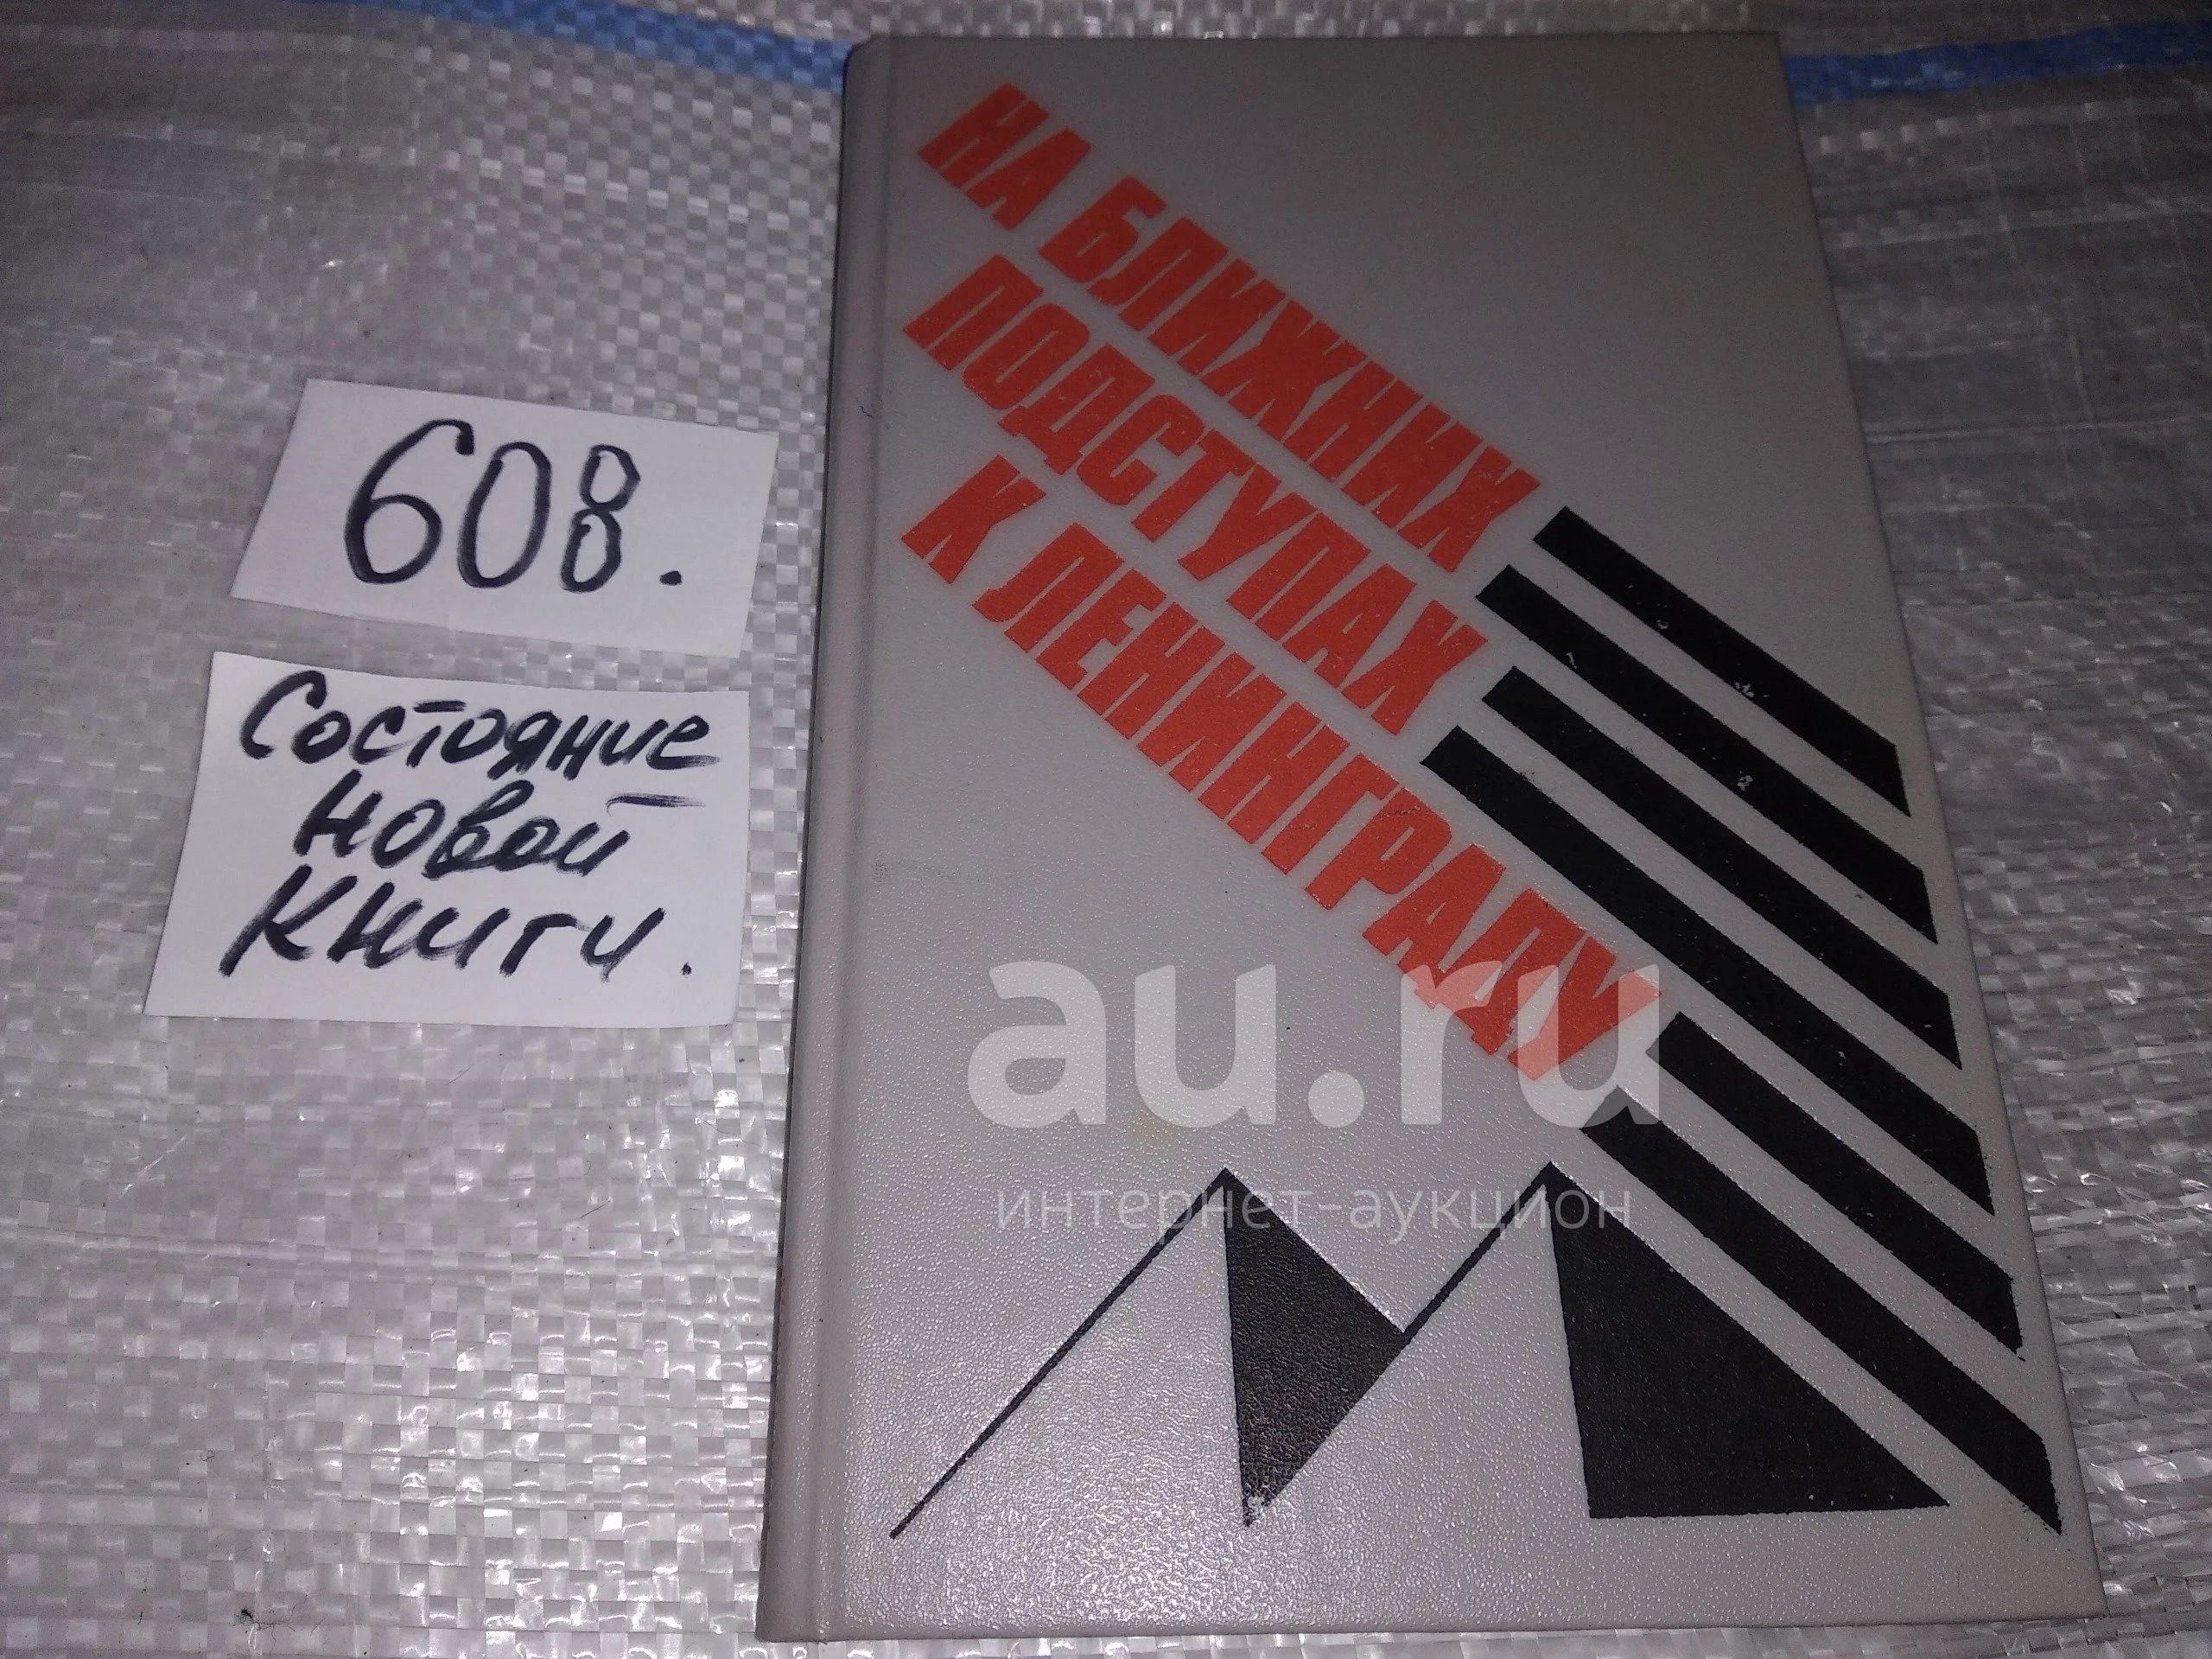 НА БЛИЖНИХ
ПОДСТУПАХ
К ЛЕНИНГРАДУ
608.
Состояние
новой
книги.
au.ru
интернет-аукцион